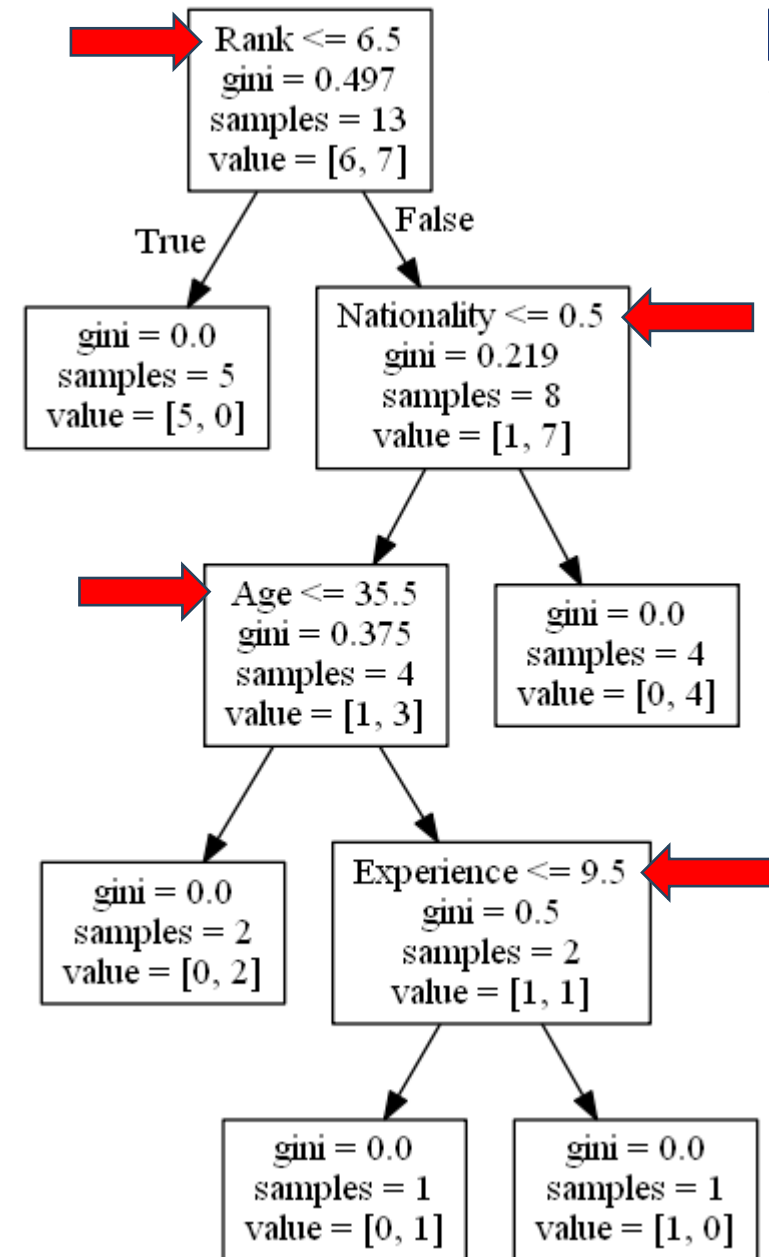 Rank <= 6.5
gini = 0.497
samples = 13
value = [6, 7]
True
False
gini = 0.0
samples = 5
value = [5, 0]
Nationality <= 0.5
gini = 0.219
samples = 8
value = [1, 7]
Age <= 35.5
gini = 0.375
samples = 4
value = [1, 3]
gini = 0.0
samples = 4
value = [0, 4]
gini = 0.0
samples = 2
value = [0, 2]
Experience <= 9.5
gini = 0.5
samples = 2
value = [1, 1]
gini = 0.0
samples = 1
value = [0, 1]
gini = 0.0
samples = 1
value = [1, 0]